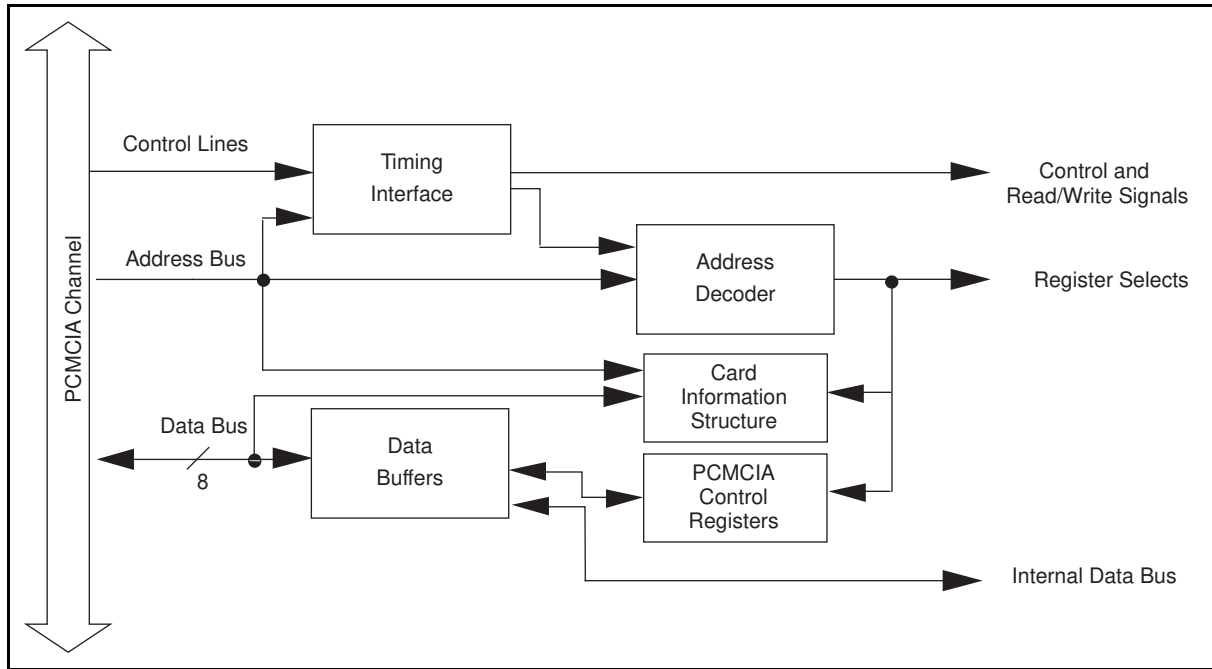 PCMCIA Channel
Control Lines
Timing
Interface
Control and
Read/Write Signals
Address Bus
Address
Decoder
Register Selects
Card
Information
Structure
Data Bus
8
Data
Buffers
PCMCIA
Control
Registers
Internal Data Bus